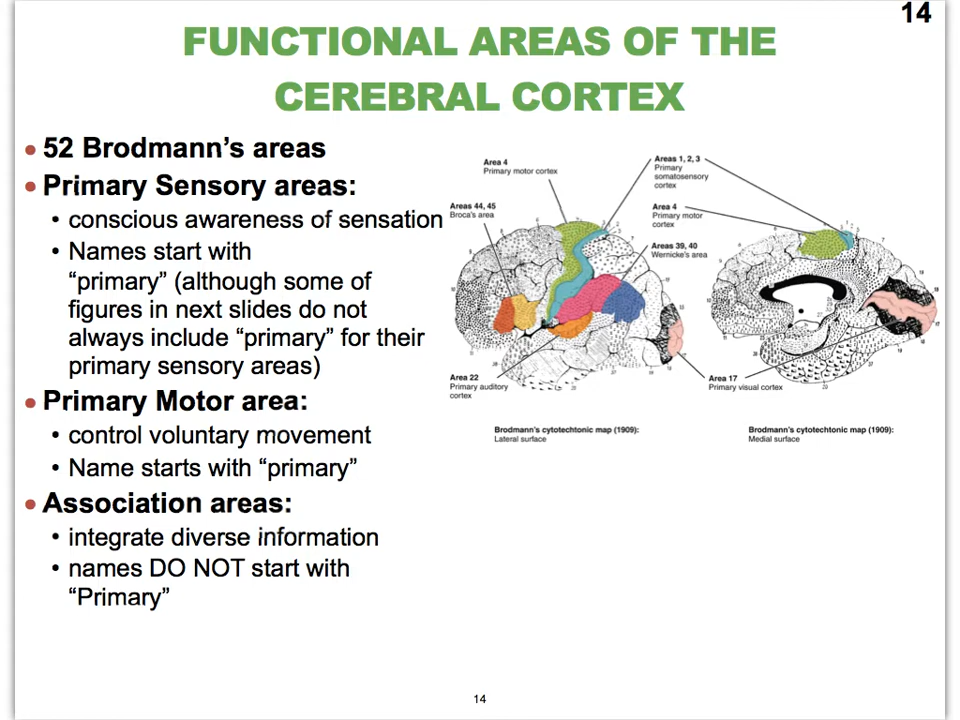 14
FUNCTIONAL AREAS OF THE
CEREBRAL CORTEX
• 52 Brodmann's areas
• Primary Sensory areas:
• conscious awareness of sensation
• Names start with
“primary” (although some of
figures in next slides do not
always include “primary” for their
primary sensory areas)
• Primary Motor area:
• control voluntary movement
• Name starts with “primary”
• Association areas:
• integrate diverse information
• names DO NOT start with
“Primary”
Area 4
Primary motor cortex
Areas 44, 45
Broca's area
Areas 1, 2, 3
Primary
somatosensory
cortex
Area 4
Primary motor
cortex
Areas 39, 40
Wernicke's area
Area 22
Primary auditory
cortex
Area 17
Primary visual cortex
Brodmann's cytotechtonic map (1909):
Lateral surface
Brodmann's cytotechtonic map (1909):
Medial surface
14